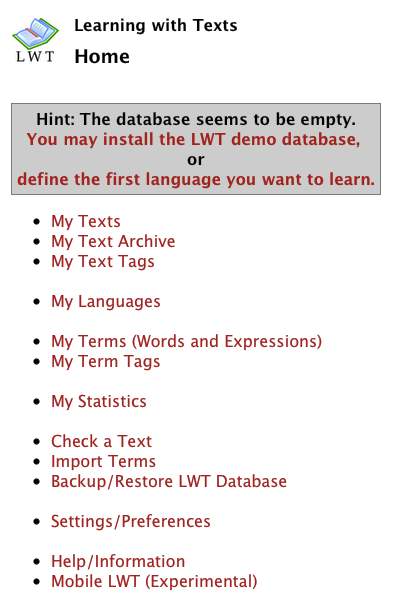 Learning with Texts
LWT
Home
Hint: The database seems to be empty.
You may install the LWT demo database,
or
define the first language you want to learn.
My Texts
My Text Archive
My Text Tags
My Languages
My Terms (Words and Expressions)
My Term Tags
My Statistics
Check a Text
Import Terms
Backup/Restore LWT Database
Settings/Preferences
Help/Information
Mobile LWT (Experimental)